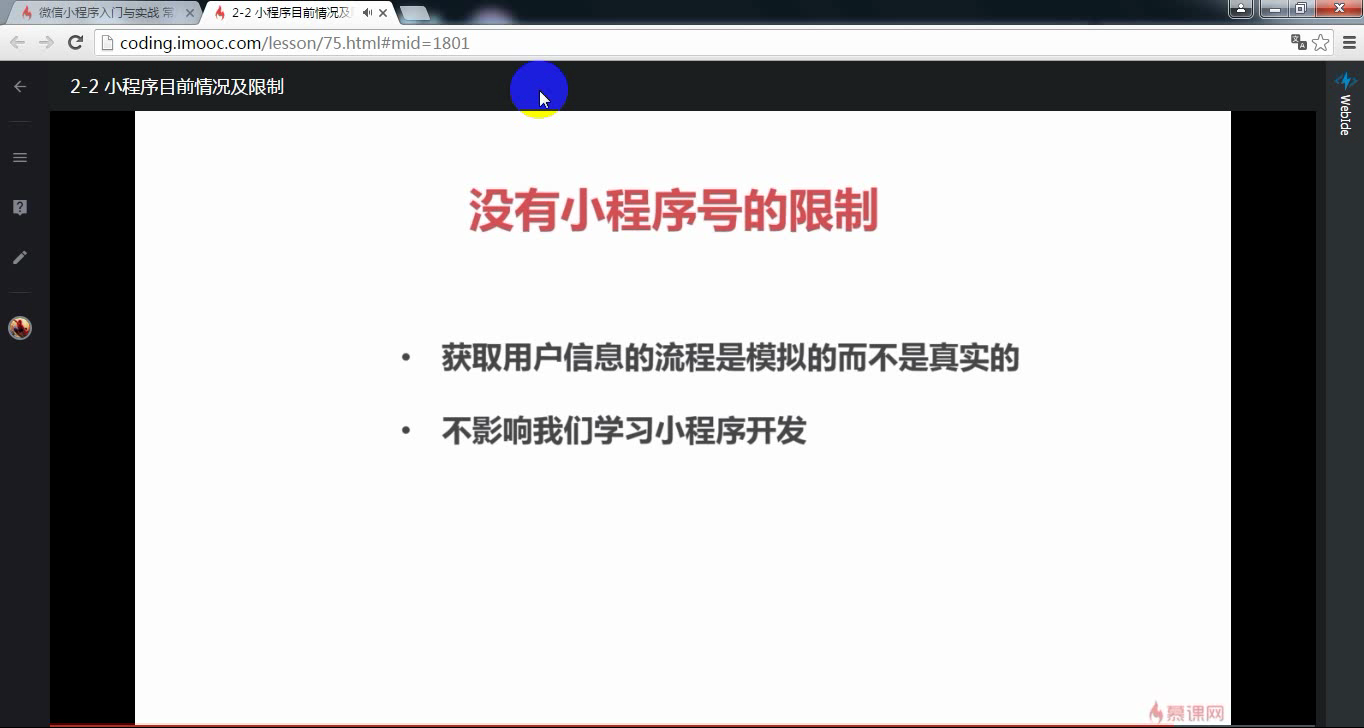 微信小程序入门与实战 常
2-2 小程序目前情况及
coding.imooc.com/lesson/75.html#mid=1801
2-2 小程序目前情况及限制
WebIde
没有小程序号的限制
• 获取用户信息的流程是模拟的而不是真实的
• 不影响我们学习小程序开发
慕课网